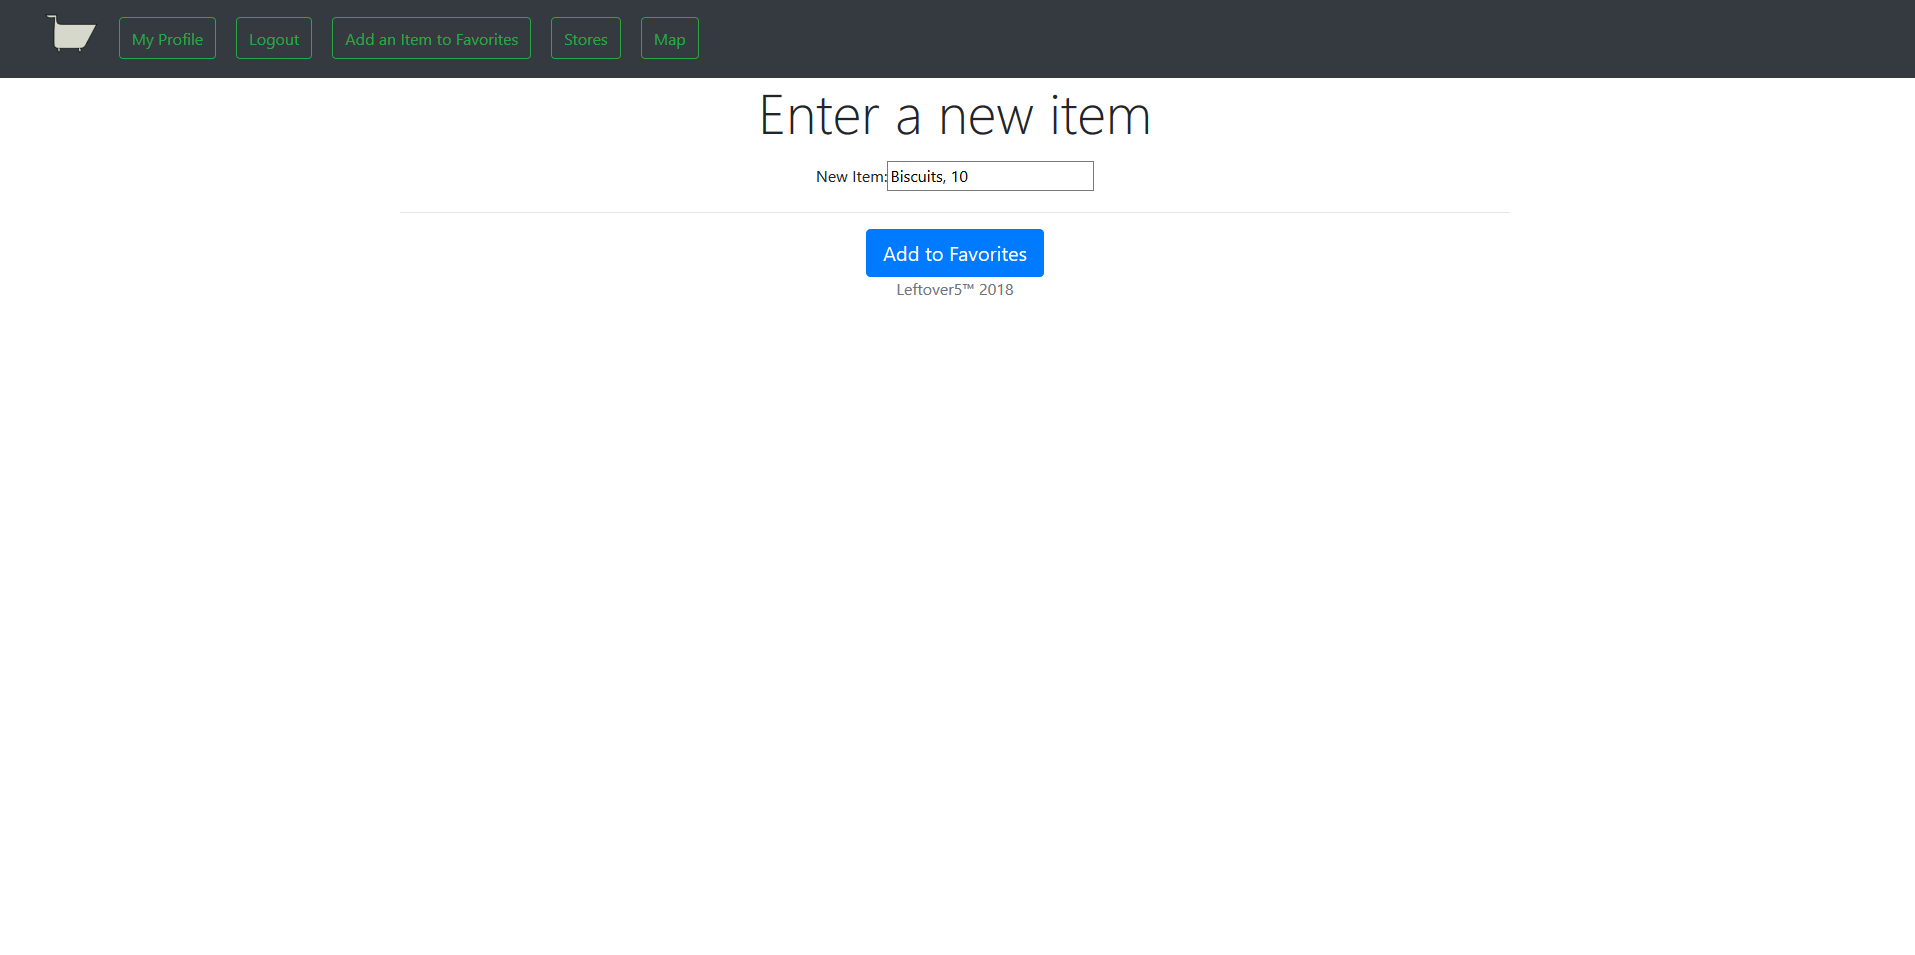 My Profile Logout Add an Item to Favorites Stores Map
Enter a new item
New Item: Biscuits, 10
Add to Favorites
Leftover5™ 2018